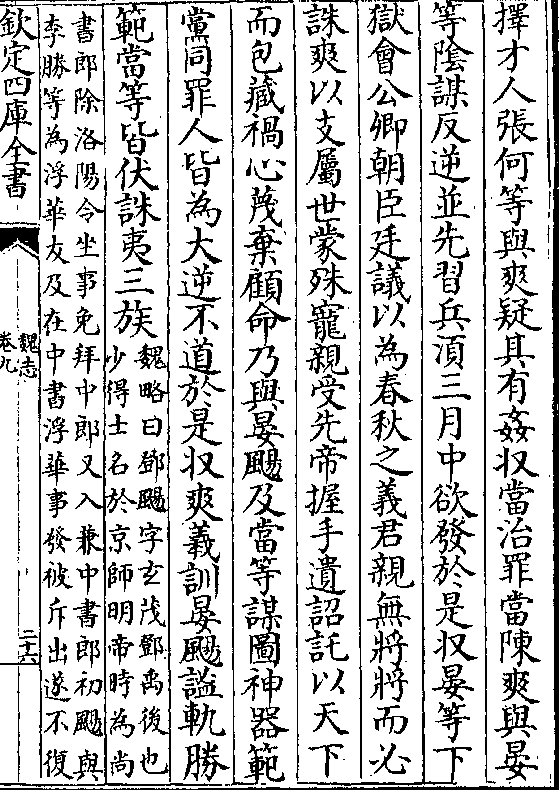 擇才人張何等與爽疑其有姦収當治罪當陳爽與晏
等陰謀反逆並先習兵湏三月中欲發於是収晏等下
獄會公卿朝臣廷議以為春秋之義君親無將將而必
誅爽以支屬世蒙殊寵親受先帝握手遺詔託以天下
而包藏禍心蔑棄顧命乃與晏颺及當等謀圖神器範
黨同罪人皆為大逆不道於是収爽義訓晏颺謐軌勝
範當等皆伏誅夷三族
魏略曰鄧颺字玄茂鄧禹後也
少得士名於京師明帝時為尚
書郎除洛陽令坐事免拜中郎又入兼中書郎初颺與
李勝等為浮華友及在中書浮華事發被斥出遂不復
欽定四庫全書
魏志
卷九
二十六